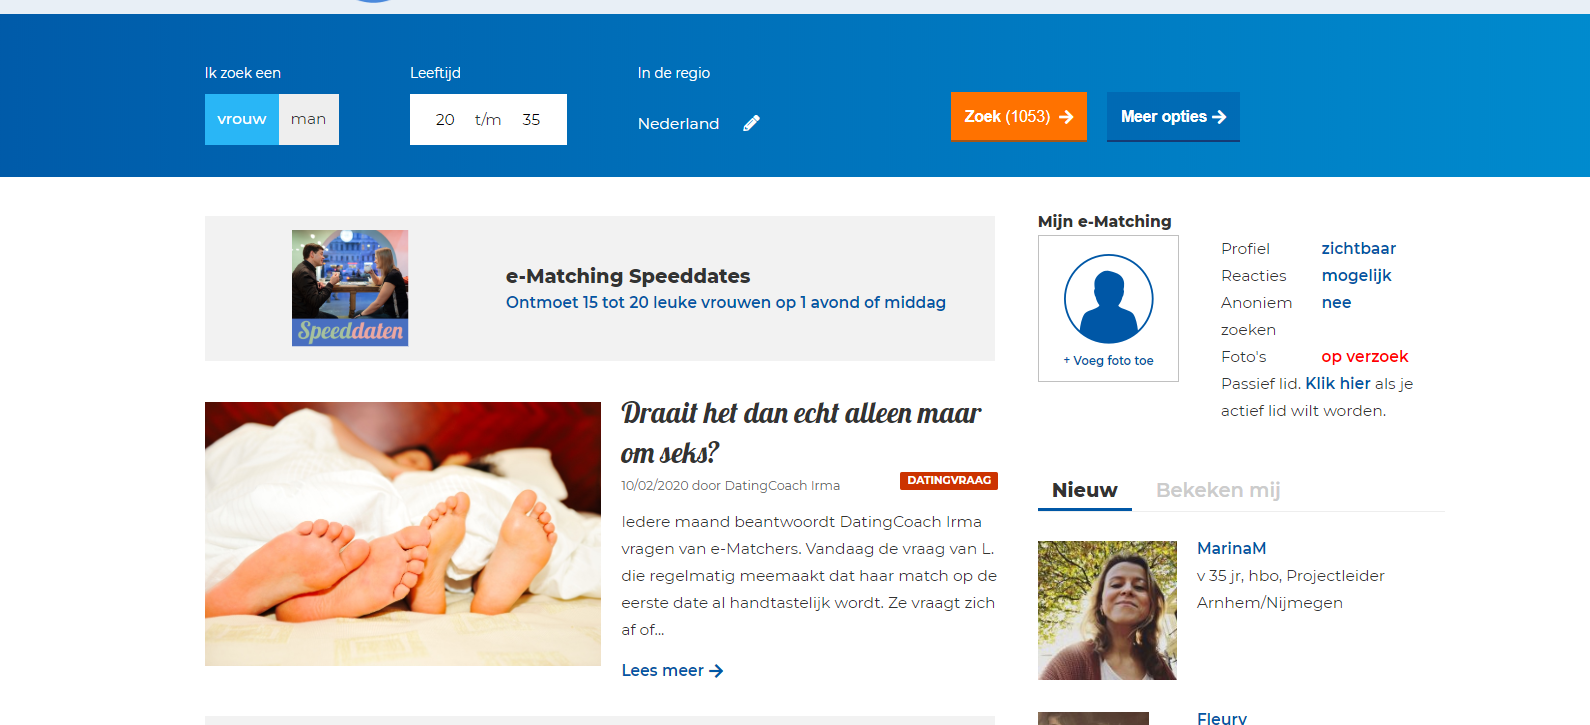 Ik zoek een
vrouw man
Leeftijd
20 t/m 35
In de regio
Nederland
Zoek (1053)
Meer opties
Speeddaten
e-Matching Speeddates
Ontmoet 15 tot 20 leuke vrouwen op 1 avond of middag
Draait het dan echt alleen maar
om seks?
10/02/2020 door DatingCoach Irma
DATINGVRAAG
Iedere maand beantwoordt DatingCoach Irma
vragen van e-Matchers. Vandaag de vraag van L.
die regelmatig meemaakt dat haar match op de
eerste date al handtastelijk wordt. Ze vraagt zich
af of...
Lees meer
Mijn e-Matching
+ Voeg foto toe
Profiel zichtbaar
Reacties mogelijk
Anoniem nee
zoeken
Foto's op verzoek
Passief lid. Klik hier als je
actief lid wilt worden.
Nieuw Bekeken mij
MarinaM
v 35 jr, hbo, Projectleider
Arnhem/Nijmegen
Fleury